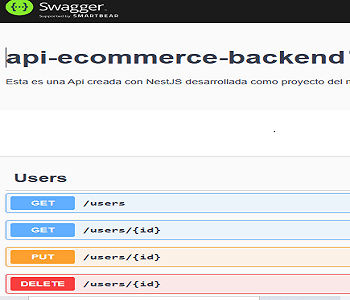 Swagger
Supported by SMARTBEAR
api-ecommerce-backend
Esta es una Api creada con NestJS desarrollada como proyecto del
Users
GET /users
GET /users/{id}
PUT /users/{id}
DELETE /users/{id}